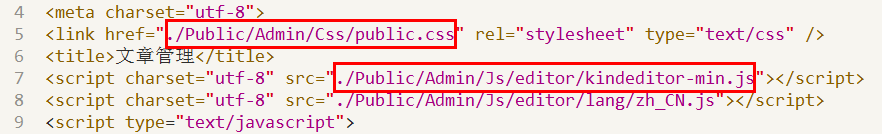 4 <meta charset="utf-8">
5 <link href="./Public/Admin/Css/public.css" rel="stylesheet" type="text/css" />
6 <title>文章管理</title>
7 <script charset="utf-8" src="./Public/Admin/Js/editor/kindeditor-min.js"></script>
8 <script charset="utf-8" src="./Public/Admin/Js/editor/lang/zh_CN.js"></script>
9 <script type="text/javascript">